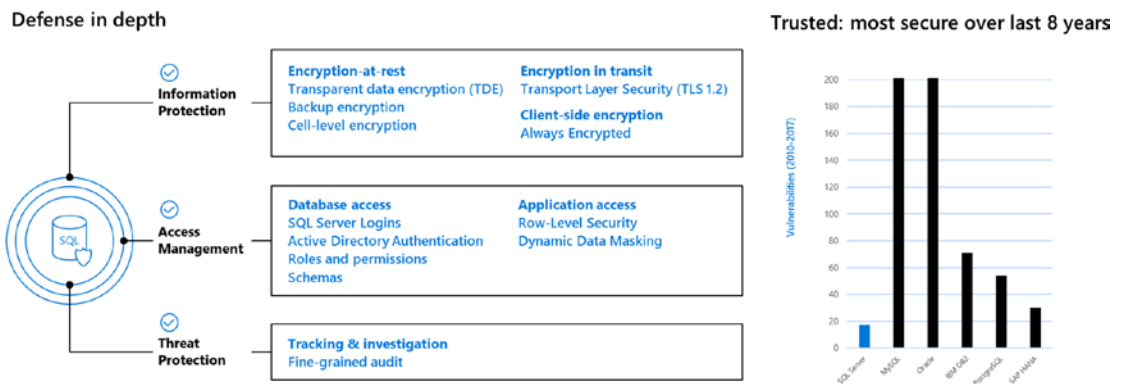 Defense in depth
Information
Protection
Encryption-at-rest
Transparent data encryption (TDE)
Backup encryption
Cell-level encryption
Encryption in transit
Transport Layer Security (TLS 1.2)
Client-side encryption
Always Encrypted
SQL
Access
Management
Database access
SQL Server Logins
Active Directory Authentication
Roles and permissions
Schemas
Application access
Row-Level Security
Dynamic Data Masking
Threat
Protection
Tracking & investigation
Fine-grained audit
Trusted: most secure over last 8 years
Vulnerabilities (2010-2017)
200
180
160
140
120
100
80
60
40
20
0
SQL Server
MySQL
Oracle
IBM DB2
PostgreSQL
SAP HANA